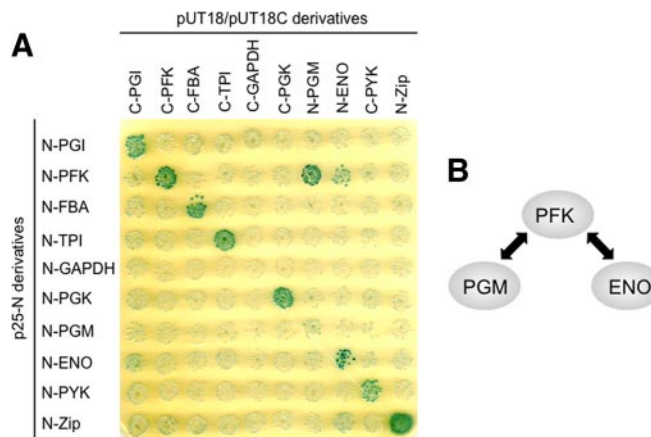 pUT18/pUT18C derivatives
A
C-PGI
C-PFK
C-FBA
C-TPI
C-GAPDH
C-PGK
N-PGM
N-ENO
C-PYK
N-Zip
p25-N derivatives
N-PGI
N-PFK
N-FBA
N-TPI
N-GAPDH
N-PGK
N-PGM
N-ENO
N-PYK
N-Zip
B
PFK
PGM
ENO